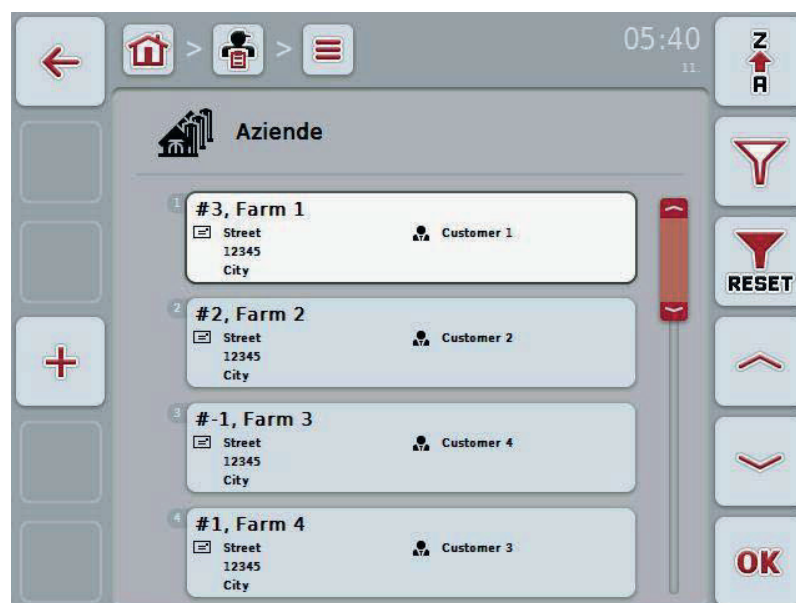 05:40
11.
Z
A
Aziende
1
#3, Farm 1
Street
Customer 1
12345
City
RESET
2
#2, Farm 2
Street
Customer 2
12345
City
3
#-1, Farm 3
Street
Customer 4
12345
City
4
#1, Farm 4
Street
Customer 3
12345
City
OK